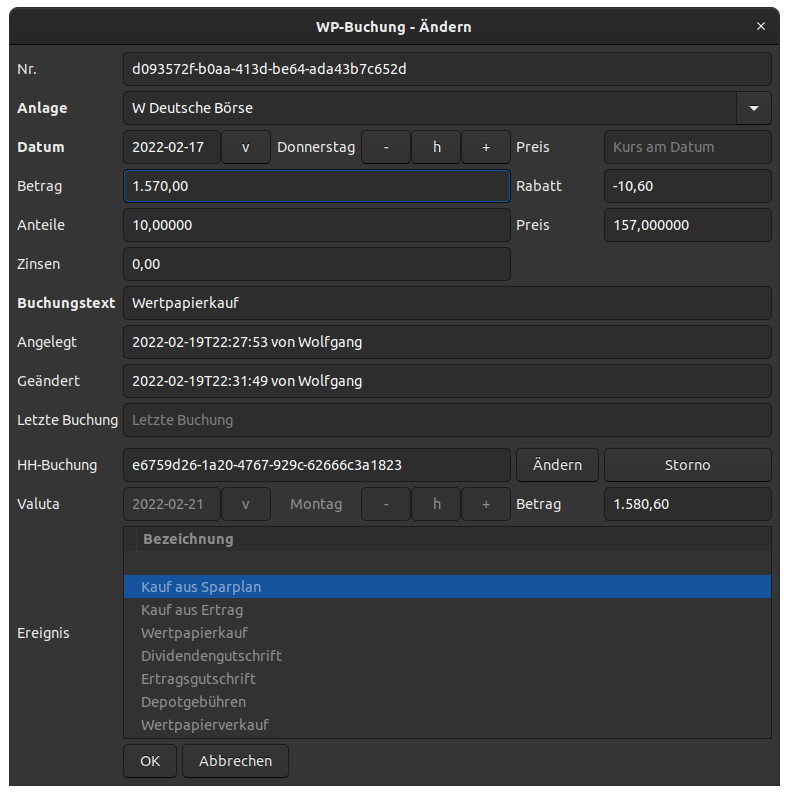 WP-Buchung - Ändern ×
Nr. d093572f-b0aa-413d-be64-ada43b7c652d
Anlage W Deutsche Börse
Datum 2022-02-17 v Donnerstag - h + Preis Kurs am Datum
Betrag 1.570,00 Rabatt -10,60
Anteile 10,00000 Preis 157,000000
Zinsen 0,00
Buchungstext Wertpapierkauf
Angelegt 2022-02-19T22:27:53 von Wolfgang
Geändert 2022-02-19T22:31:49 von Wolfgang
Letzte Buchung Letzte Buchung
HH-Buchung e6759d26-1a20-4767-929c-62666c3a1823 Ändern Storno
Valuta 2022-02-21 v Montag - h + Betrag 1.580,60
Bezeichnung
Kauf aus Sparplan
Kauf aus Ertrag
Ereignis Wertpapierkauf
Dividendengutschrift
Ertragsgutschrift
Depotgebühren
Wertpapierverkauf
OK Abbrechen